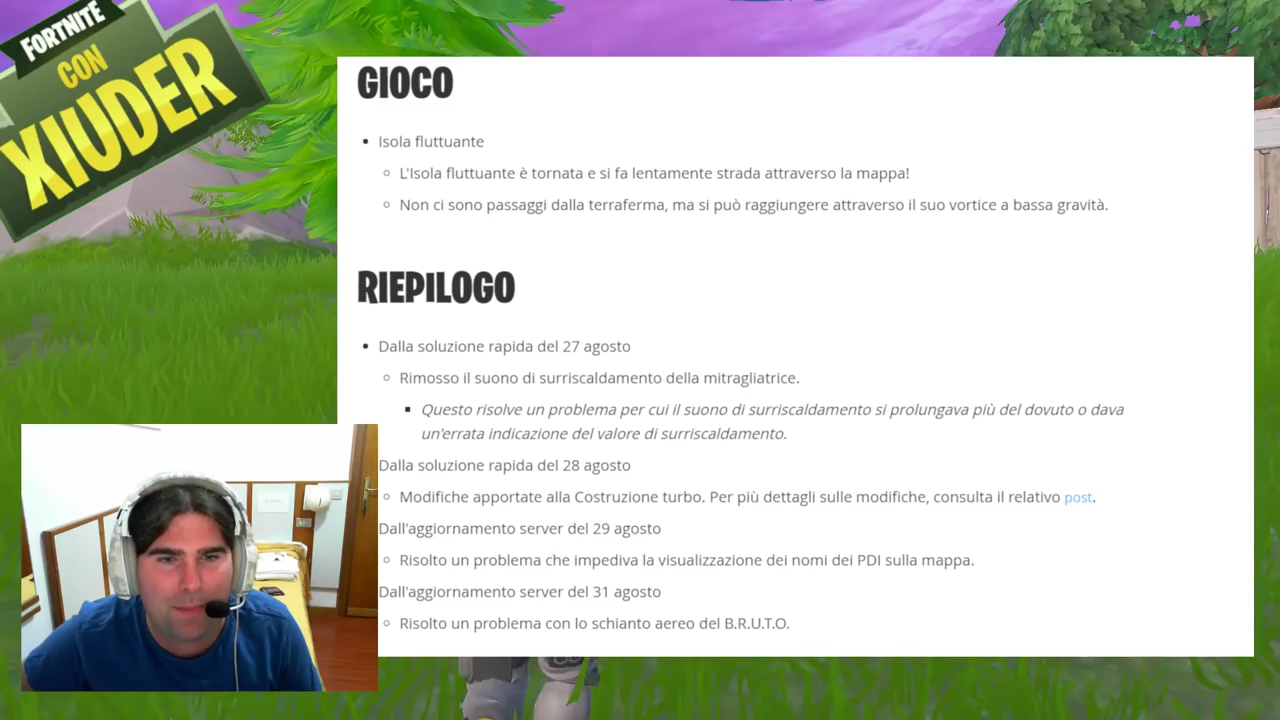 FORTNITE
CON
XIUDER
GIOCO
Isola fluttuante
L'Isola fluttuante è tornata e si fa lentamente strada attraverso la mappa!
Non ci sono passaggi dalla terraferma, ma si può raggiungere attraverso il suo vortice a bassa gravità.
RIEPILOGO
Dalla soluzione rapida del 27 agosto
Rimosso il suono di surriscaldamento della mitragliatrice.
Questo risolve un problema per cui il suono di surriscaldamento si prolungava più del dovuto o dava
un'errata indicazione del valore di surriscaldamento.
Dalla soluzione rapida del 28 agosto
Modifiche apportate alla Costruzione turbo. Per più dettagli sulle modifiche, consulta il relativo post.
Dall'aggiornamento server del 29 agosto
Risolto un problema che impediva la visualizzazione dei nomi dei PDI sulla mappa.
Dall'aggiornamento server del 31 agosto
Risolto un problema con lo schianto aereo del B.R.U.T.O.